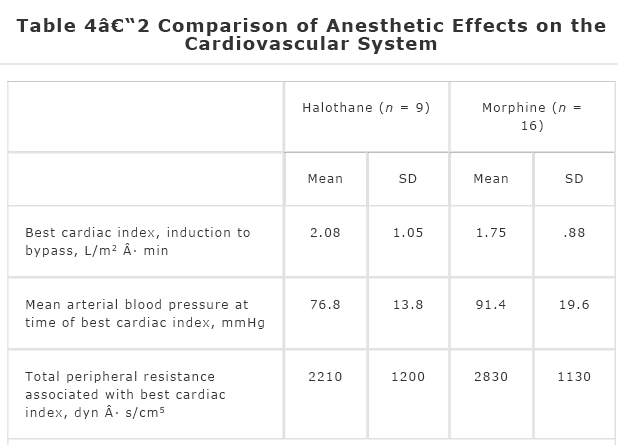 Table 4â€“2 Comparison of Anesthetic Effects on the
Cardiovascular System
Halothane (n = 9)
Morphine (n =
16)
Mean
SD
Mean
SD
Best cardiac index, induction to
bypass, L/m² Â· min
2.08
1.05
1.75
.88
Mean arterial blood pressure at
time of best cardiac index, mmHg
76.8
13.8
91.4
19.6
Total peripheral resistance
associated with best cardiac
index, dyn Â· s/cm⁵
2210
1200
2830
1130